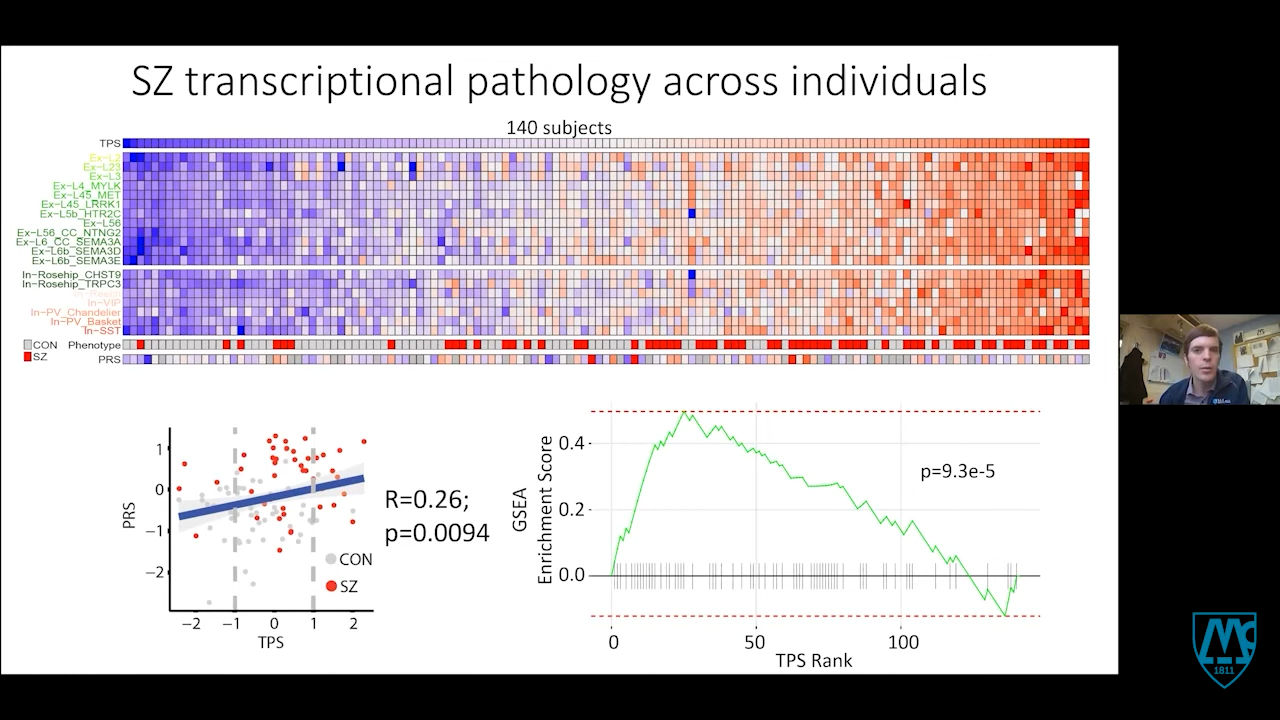 SZ transcriptional pathology across individuals
140 subjects
TPS
Ex-L2
Ex-L23
Ex-L3
Ex-L4_MYLK
Ex-L45_MET
Ex-L45_LRRK1
Ex-L5b_HTR2C
Ex-L56
Ex-L56_CC_NTNG2
Ex-L6_CC_SEMA3A
Ex-L6b_SEMA3D
Ex-L6b_SEMA3E
In-Rosehip_CHST9
In-Rosehip_TRPC3
In-VIP
In-PV_Chandelier
In-PV_Basket
In-SST
CON Phenotype
SZ PRS
1
0
−1
−2
PRS
−2 −1 0 1 2
TPS
CON
SZ
R=0.26;
p=0.0094
GSEA
Enrichment Score
0.4
0.2
0.0
p=9.3e-5
0 50 100
TPS Rank
1811